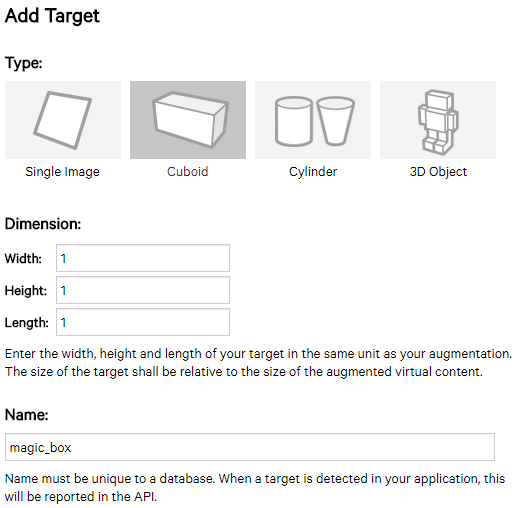 Add Target
Type:
Single Image
Cuboid
Cylinder
3D Object
Dimension:
Width: 1
Height: 1
Length: 1
Enter the width, height and length of your target in the same unit as your augmentation.
The size of the target shall be relative to the size of the augmented virtual content.
Name:
magic_box
Name must be unique to a database. When a target is detected in your application, this
will be reported in the API.